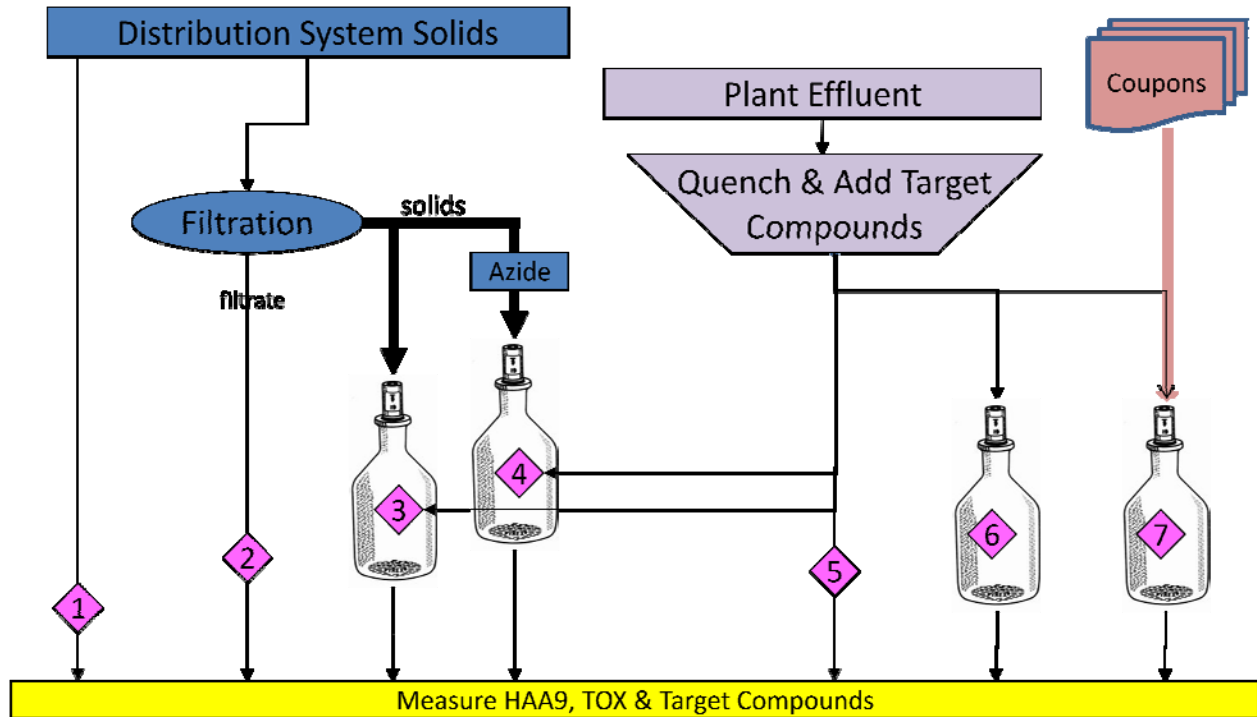 Distribution System Solids
Coupons
Plant Effluent
Quench & Add Target
Compounds
solids
Filtration
Azide
filtrate
4
3
6
7
2
5
1
Measure HAA9, TOX & Target Compounds